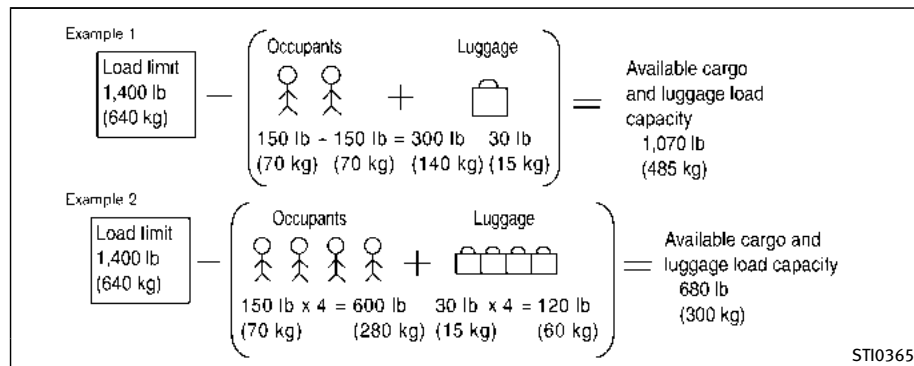 Example 1
Load limit
1,400 lb
(640 kg)
Occupants
Luggage
150 lb - 150 lb = 300 lb 30 lb
(70 kg) (70 kg) (140 kg) (15 kg)
Available cargo
and luggage load
capacity
1,070 lb
(485 kg)
Example 2
Load limit
1,400 lb
(640 kg)
Occupants
Luggage
150 lb x 4 = 600 lb 30 lb x 4 = 120 lb
(70 kg) (280 kg) (15 kg) (60 kg)
Available cargo and
luggage load capacity
680 lb
(300 kg)
STI0365